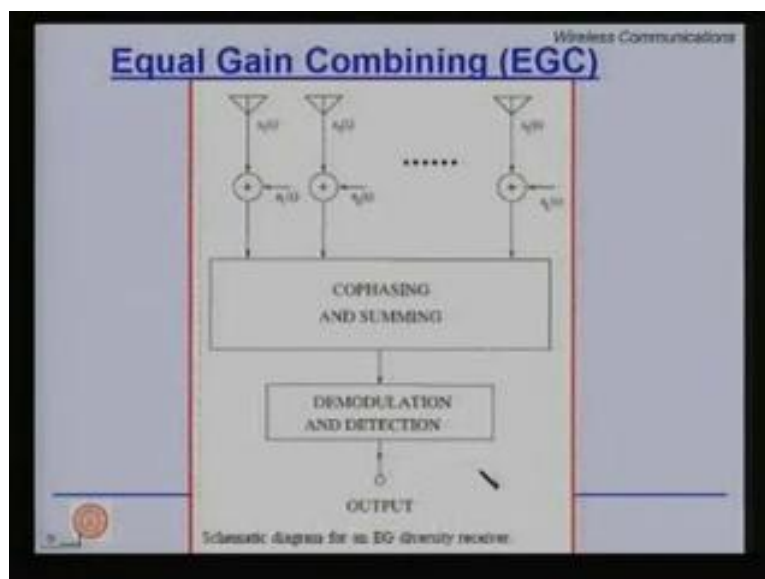 Wireless Communications
Equal Gain Combining (EGC)
COPHASING
AND SUMMING
DEMODULATION
AND DETECTION
OUTPUT
Schematic diagram for an EG diversity receiver.